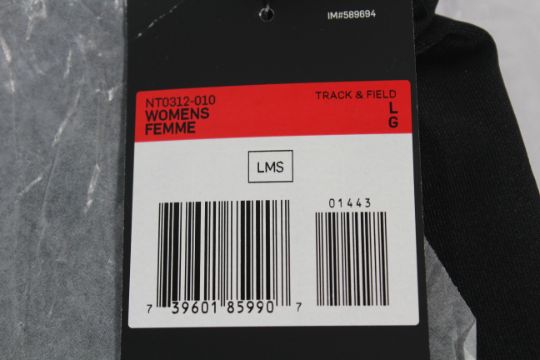 IM#589694
NT0312-010
WOMENS
FEMME
TRACK & FIELD
L
G
LMS
01443
7 39601 85990 7